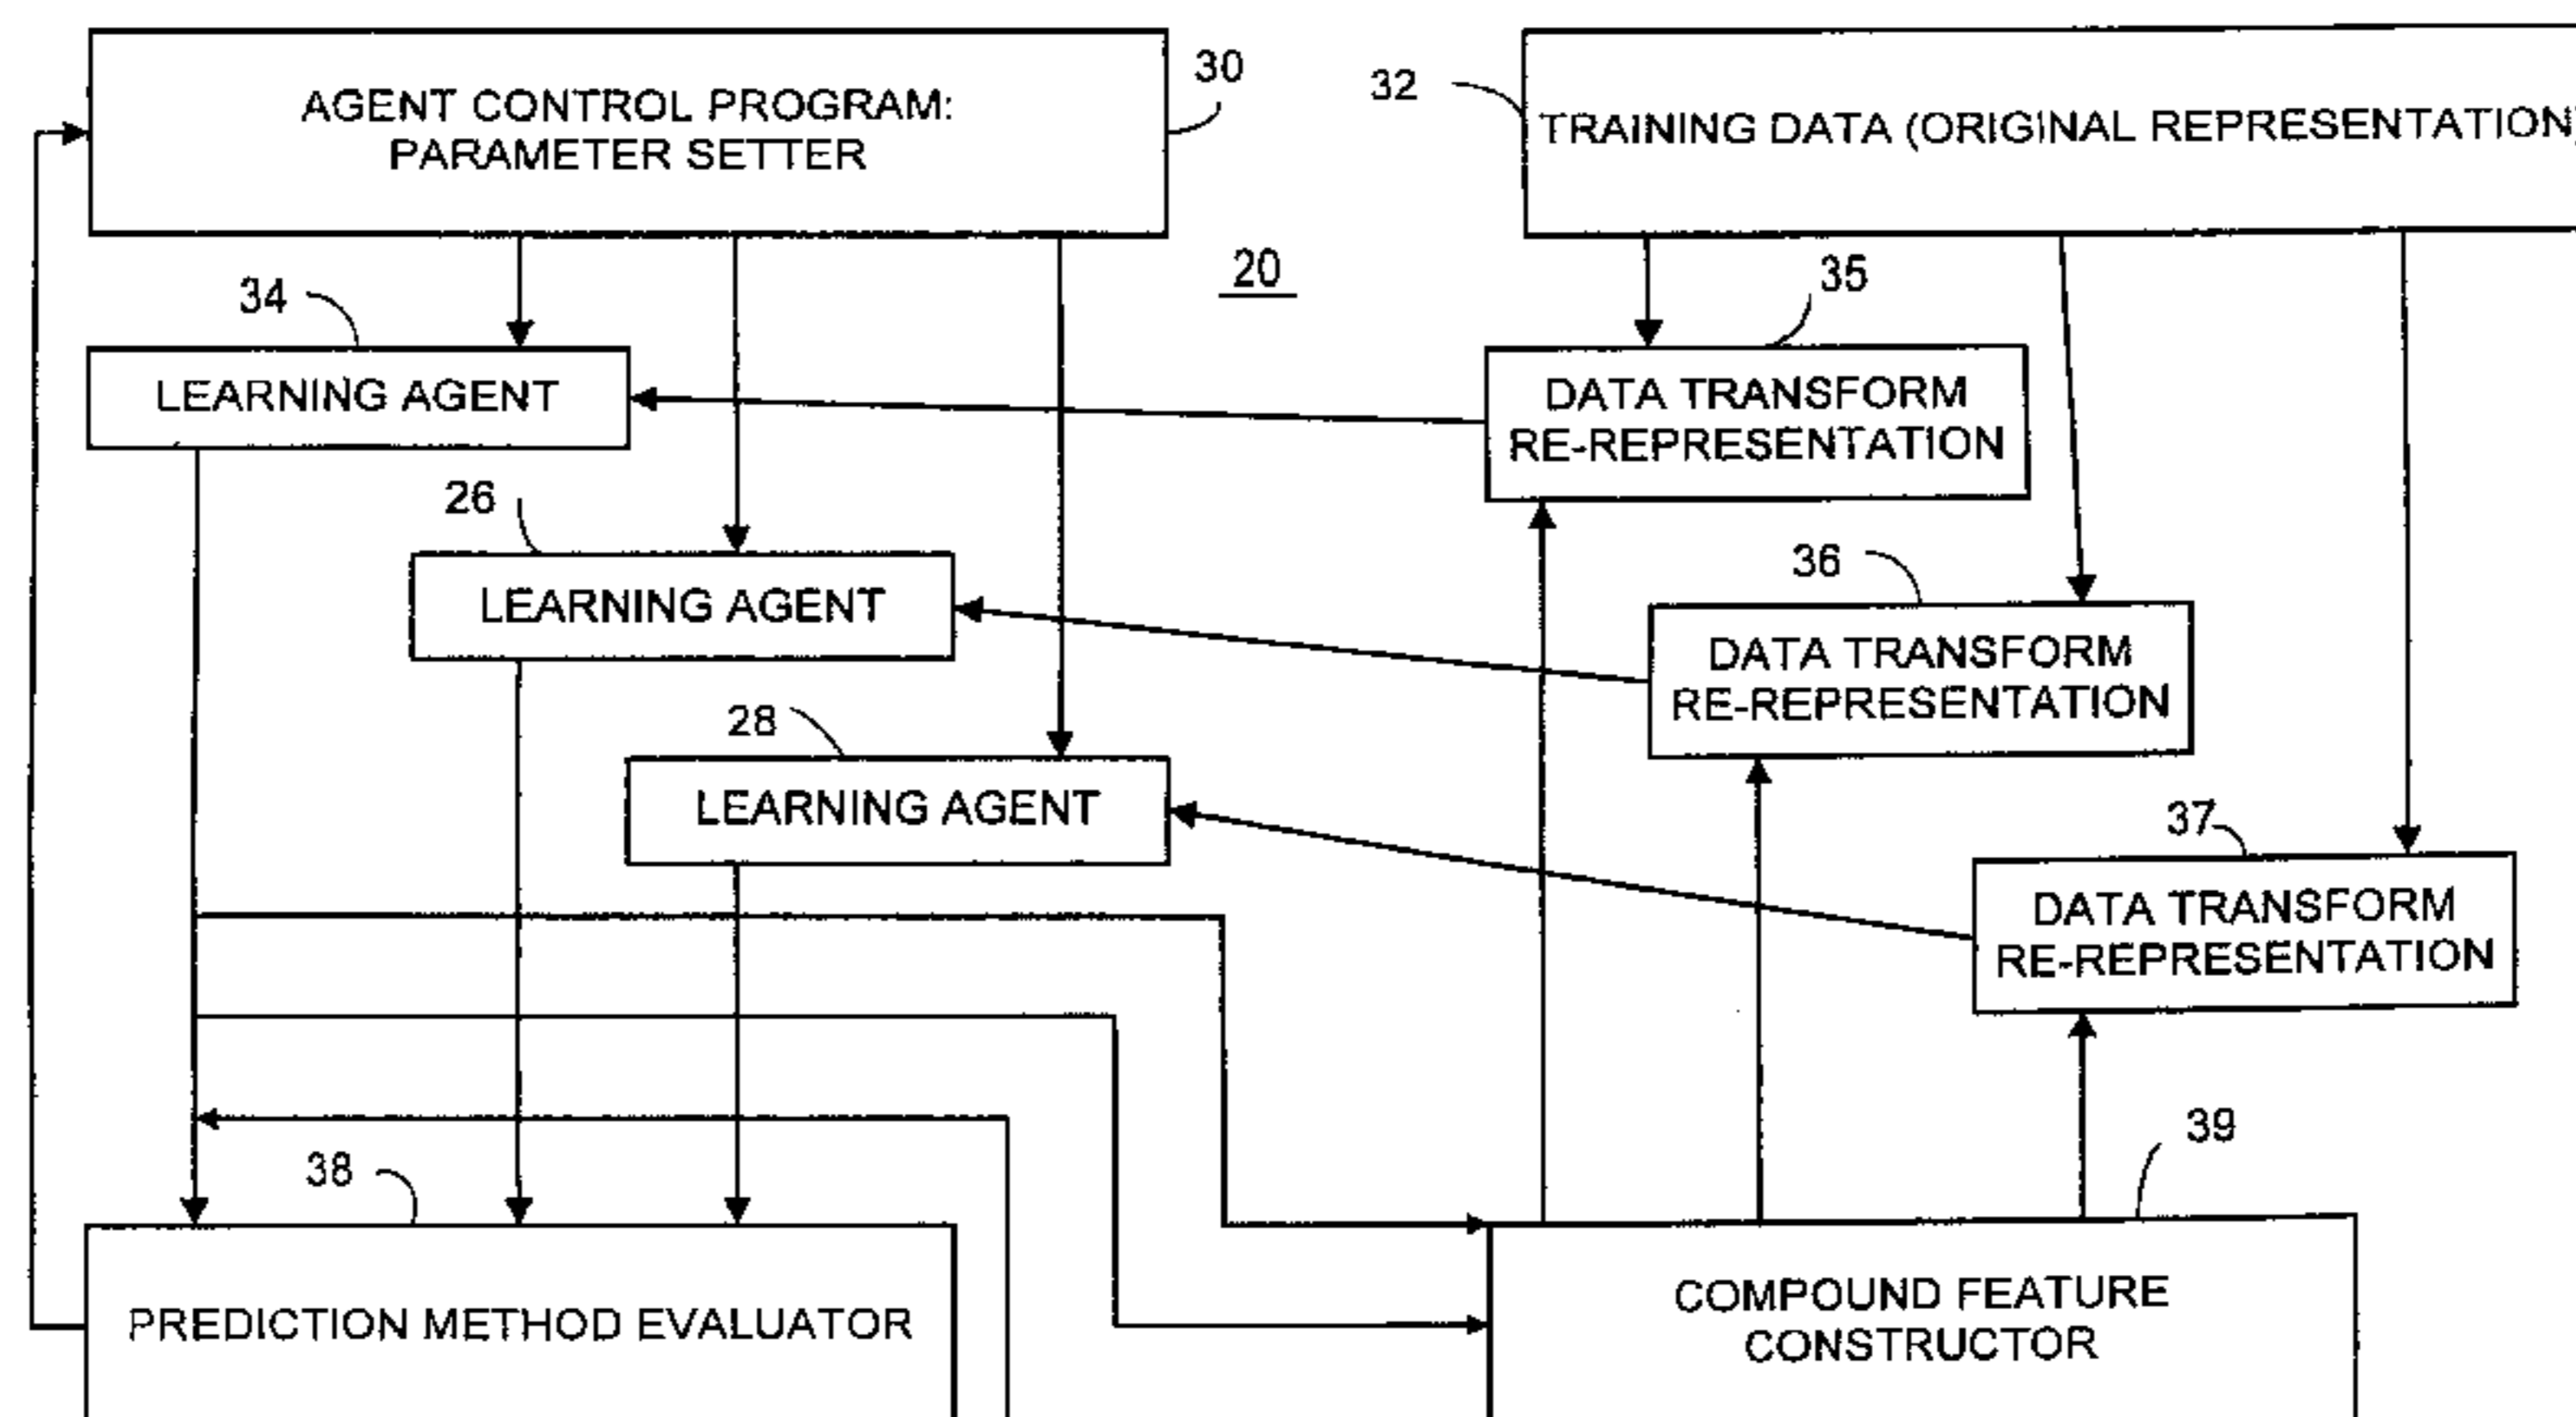 30
32
AGENT CONTROL PROGRAM:
PARAMETER SETTER
TRAINING DATA (ORIGINAL REPRESENTATION)
20
34
35
LEARNING AGENT
DATA TRANSFORM
RE-REPRESENTATION
26
36
LEARNING AGENT
DATA TRANSFORM
RE-REPRESENTATION
28
LEARNING AGENT
37
DATA TRANSFORM
RE-REPRESENTATION
38
39
PREDICTION METHOD EVALUATOR
COMPOUND FEATURE
CONSTRUCTOR